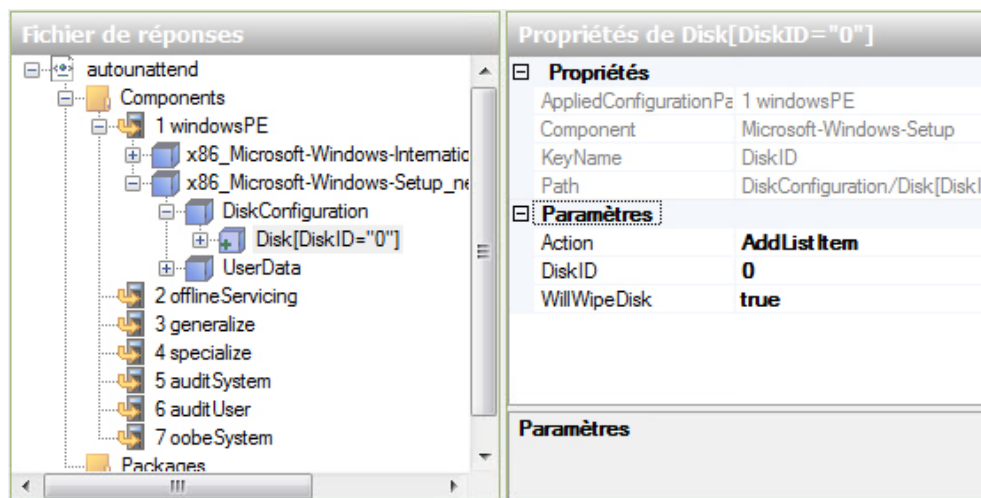 Fichier de réponses
autounattend
Components
1 windowsPE
x86_Microsoft-Windows-Internatio
x86_Microsoft-Windows-Setup_ne
DiskConfiguration
Disk[DiskID="0"]
UserData
2 offlineServicing
3 generalize
4 specialize
5 auditSystem
6 auditUser
7 oobeSystem
Packages
Propriétés de Disk[DiskID="0"]
Propriétés
AppliedConfigurationPa 1 windowsPE
Component Microsoft-Windows-Setup
KeyName DiskID
Path DiskConfiguration/Disk[DiskI
Paramètres
Action AddListItem
DiskID 0
WillWipeDisk true
Paramètres